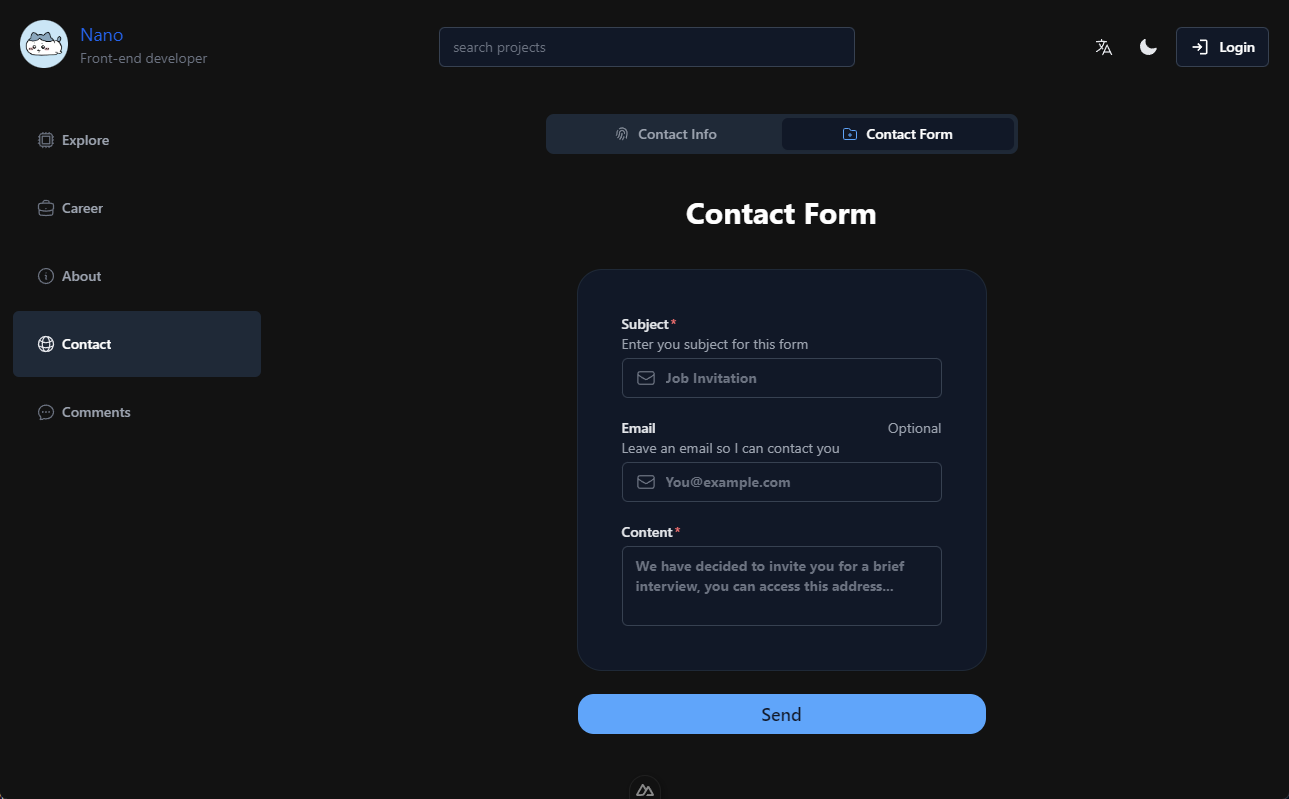 Nano
Front-end developer
search projects
Login
Explore
Career
About
Contact
Comments
Contact Info
Contact Form
Contact Form
Subject*
Enter you subject for this form
Job Invitation
Email
Optional
Leave an email so I can contact you
You@example.com
Content*
We have decided to invite you for a brief
interview, you can access this address...
Send